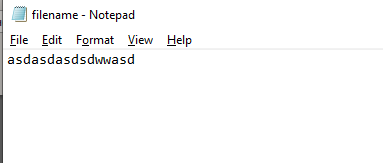 filename - Notepad
File Edit Format View Help
asdasdasdsdwwasd